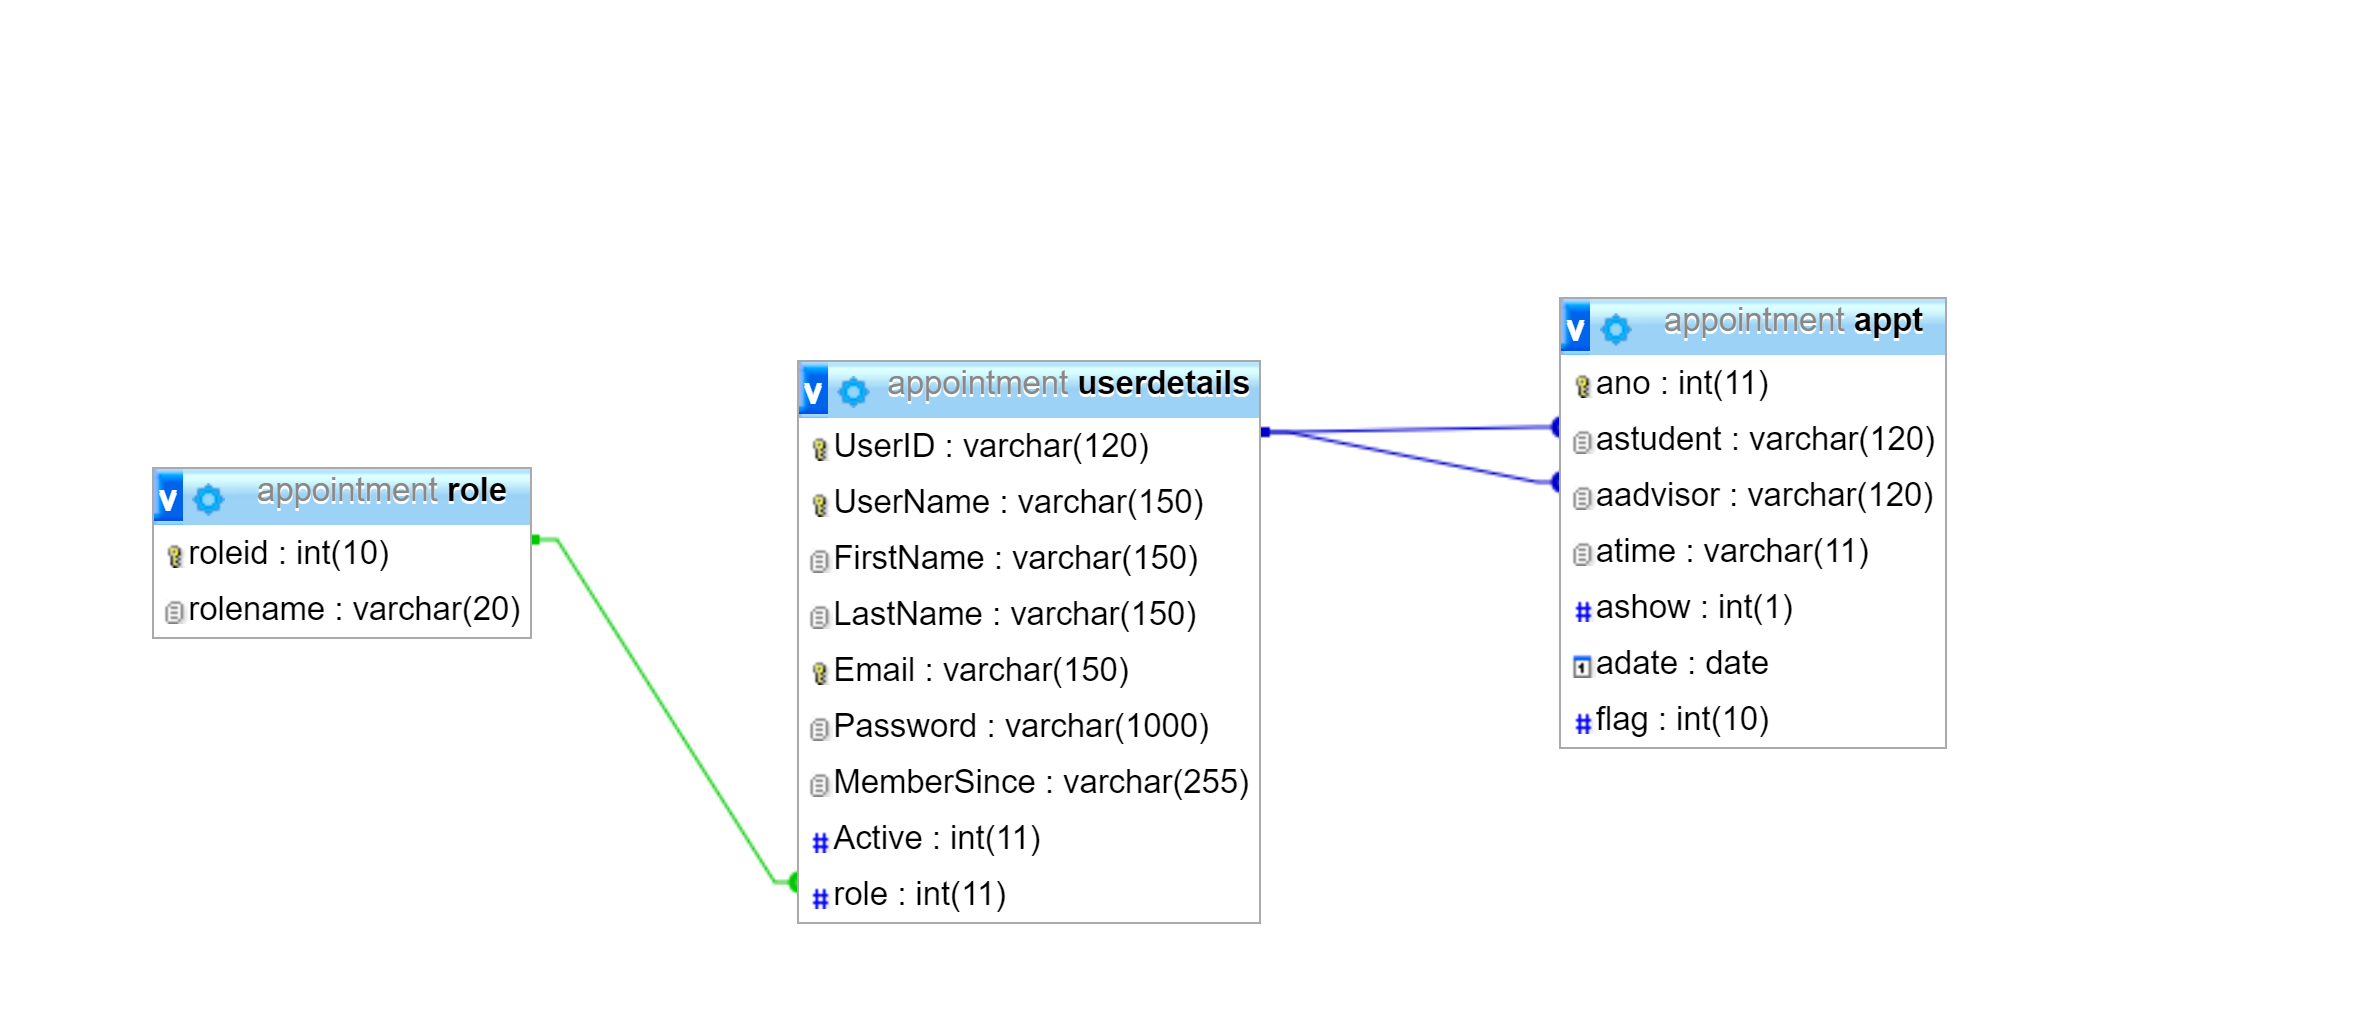 v appointment role
roleid : int(10)
rolename : varchar(20)
v appointment userdetails
UserID : varchar(120)
UserName : varchar(150)
FirstName : varchar(150)
LastName : varchar(150)
Email : varchar(150)
Password : varchar(1000)
MemberSince : varchar(255)
# Active : int(11)
# role : int(11)
v appointment appt
ano : int(11)
astudent : varchar(120)
aadvisor : varchar(120)
atime : varchar(11)
# ashow : int(1)
1 adate : date
# flag : int(10)